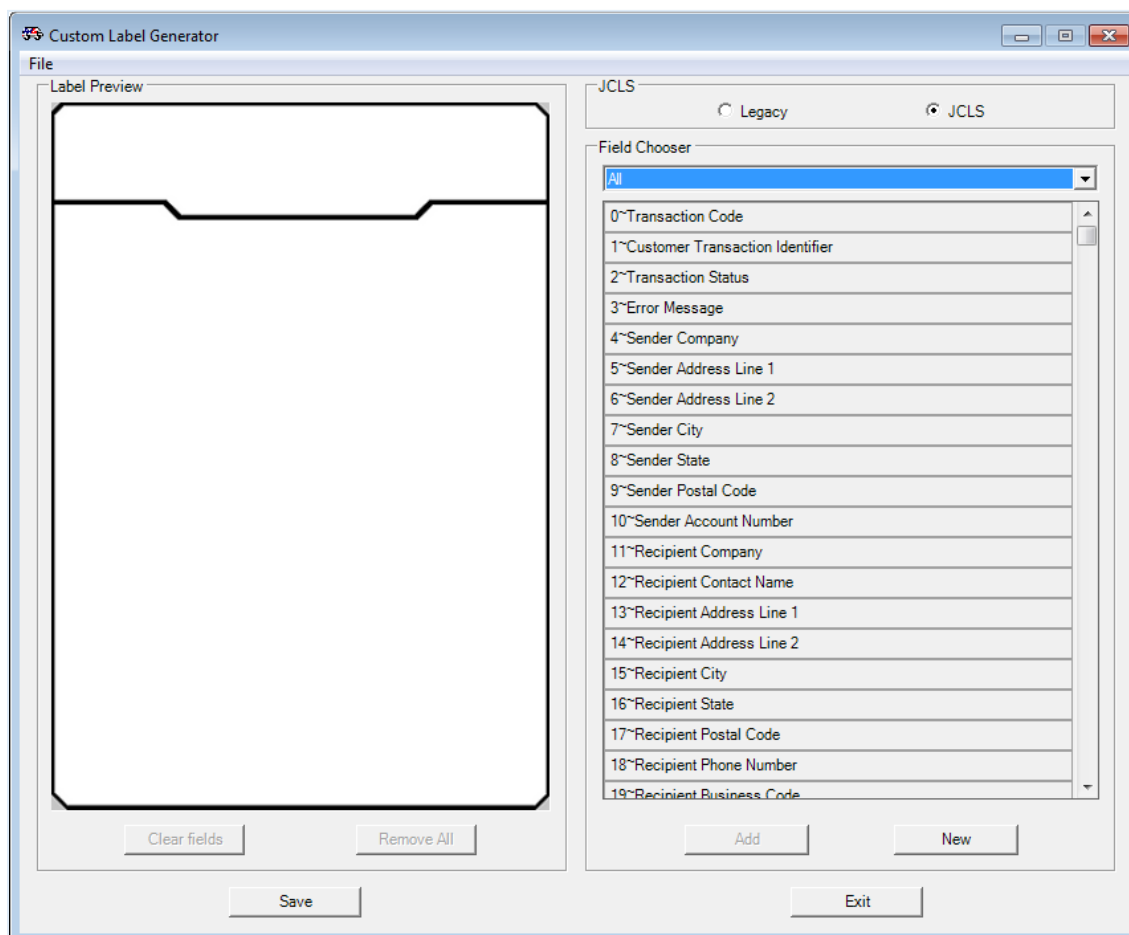 Custom Label Generator
File
Label Preview
Clear fields
Remove All
Save
JCLS
Legacy
JCLS
Field Chooser
All
0~Transaction Code
1~Customer Transaction Identifier
2~Transaction Status
3~Error Message
4~Sender Company
5~Sender Address Line 1
6~Sender Address Line 2
7~Sender City
8~Sender State
9~Sender Postal Code
10~Sender Account Number
11~Recipient Company
12~Recipient Contact Name
13~Recipient Address Line 1
14~Recipient Address Line 2
15~Recipient City
16~Recipient State
17~Recipient Postal Code
18~Recipient Phone Number
19~Recipient Business Code
Add
New
Exit